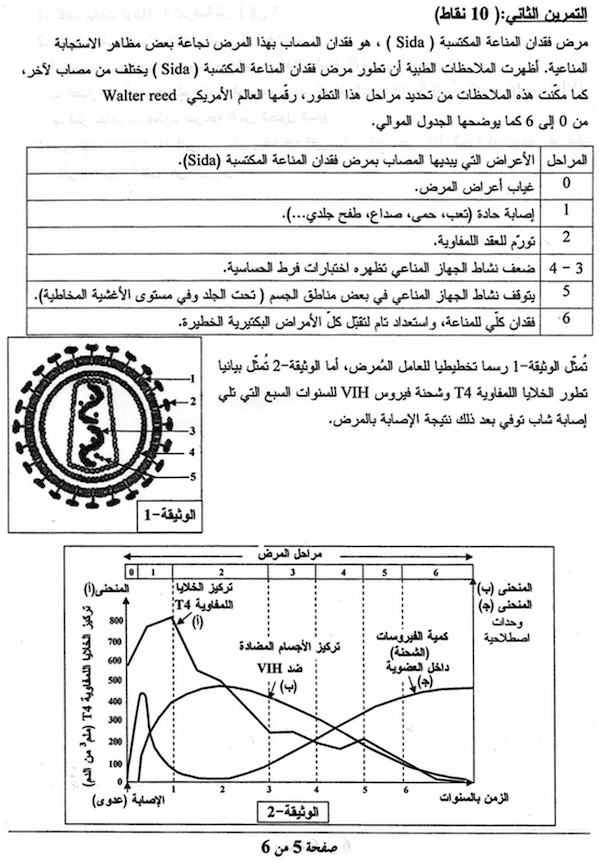 التمرين الثاني:( 10 نقاط)
مرض فقدان المناعة المكتسبة ( Sida ) ، هو فقدان المصاب بهذا المرض نجاعة بعض مظاهر الاستجابة
المناعية. أظهرت الملاحظات الطبية أن تطور مرض فقدان المناعة المكتسبة ( Sida ) يختلف من مصاب لآخر،
كما مكّنت هذه الملاحظات من تحديد مراحل هذا التطور، رقّمها العالم الأمريكي Walter reed
من 0 إلى 6 كما يوضحها الجدول الموالي.
المراحل الأعراض التي يبديها المصاب بمرض فقدان المناعة المكتسبة (Sida).
0 غياب أعراض المرض.
1 إصابة حادة (تعب، حمى، صداع، طفح جلدي...).
2 تورّم للعقد اللمفاوية.
3 – 4 ضعف نشاط الجهاز المناعي تظهره اختبارات فرط الحساسية.
5 يتوقف نشاط الجهاز المناعي في بعض مناطق الجسم ( تحت الجلد وفي مستوى الأغشية المخاطية).
6 فقدان كلّي للمناعة، واستعداد تام لتقبّل كلّ الأمراض البكتيرية الخطيرة.
تُمثّل الوثيقة-1 رسما تخطيطيا للعامل المُمرض، أما الوثيقة-2 تُمثّل بيانيا
تطور الخلايا اللمفاوية T4 وشحنة فيروس VIH للسنوات السبع التي تلي
إصابة شاب توفي بعد ذلك نتيجة الإصابة بالمرض.
1
2
3
4
5
الوثيقة-1
مراحل المرض
0 1 2 3 4 5 6
المنحنى(أ)
تركيز الخلايا
اللمفاوية T4
(أ)
المنحنى (ب)
المنحنى (ج)
وحدات
اصطلاحية
كمية الفيروسات
(الشحنة)
داخل العضوية
(ج)
تركيز الأجسام المضادة
ضد VIH
(ب)
تركيز الخلايا اللمفاوية T4 (ملم3 من الدم)
800
700
600
500
400
300
200
100
0
1 2 3 4 5 6
الإصابة (عدوى)
الزمن بالسنوات
الوثيقة-2
صفحة 5 من 6